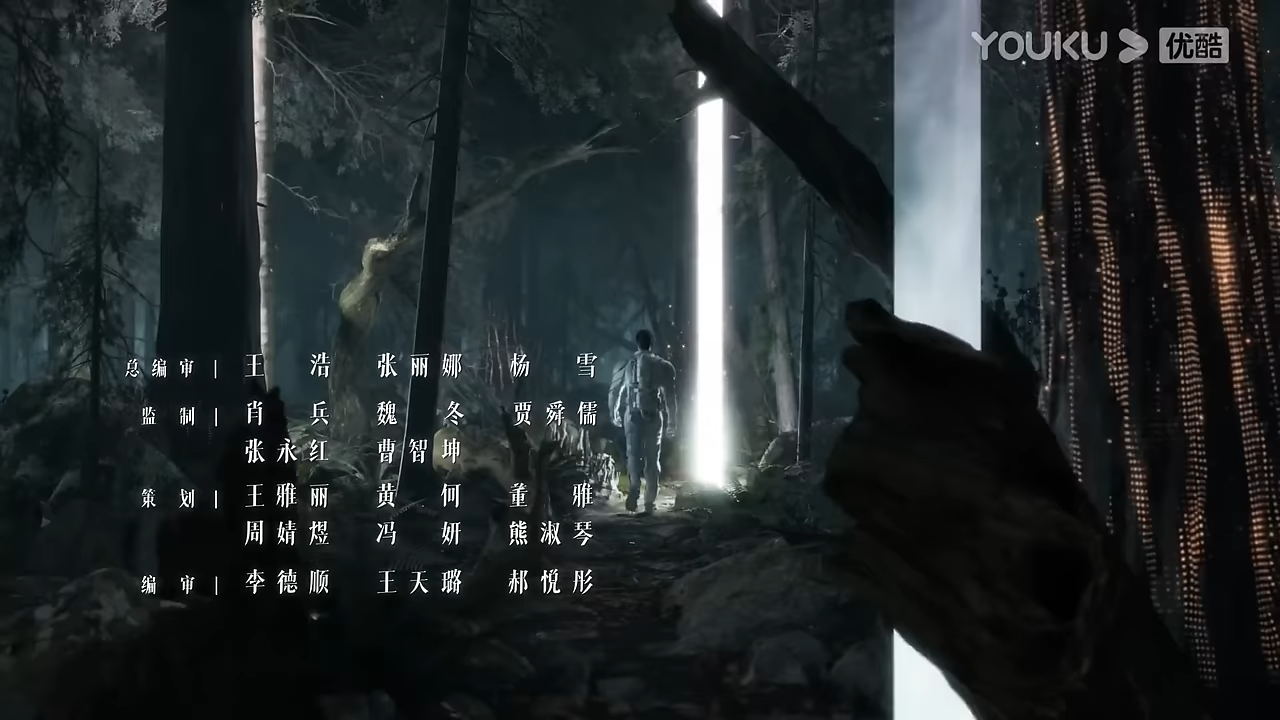 YOUKU 优酷
总编审 | 王浩 张丽娜 杨雪
监制 | 肖兵 魏冬 贾舜儒
张永红 曹智坤
策划 | 王雅丽 黄何 董雅
周婧煜 冯妍 熊淑琴
编审 | 李德顺 王天璐 郝悦彤